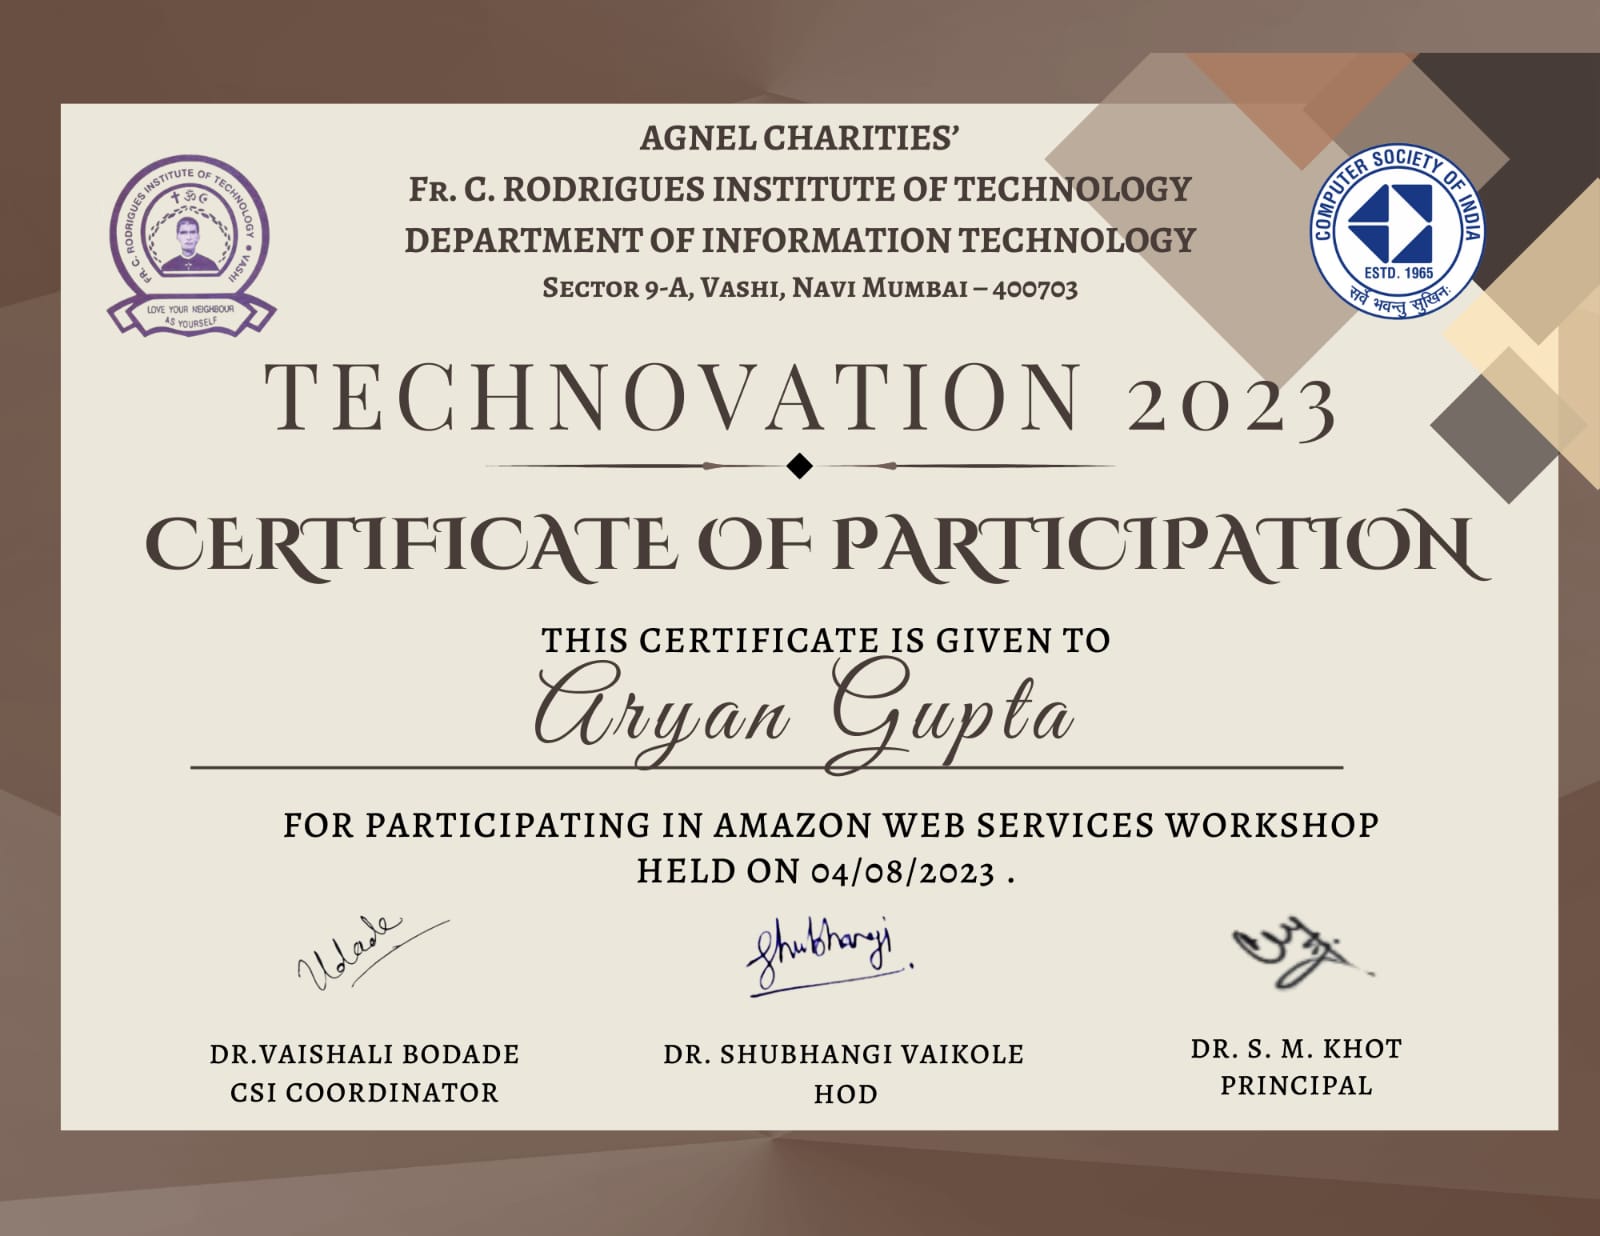 AGNEL CHARITIES’
FR. C. RODRIGUES INSTITUTE OF TECHNOLOGY
DEPARTMENT OF INFORMATION TECHNOLOGY
SECTOR 9-A, VASHI, NAVI MUMBAI – 400703
FR. C. RODRIGUES INSTITUTE OF TECHNOLOGY • VASHI
ॐ
LOVE YOUR NEIGHBOUR
AS YOURSELF
COMPUTER SOCIETY OF INDIA
ESTD. 1965
सर्वे भवन्तु सुखिनः
TECHNOVATION 2023
CERTIFICATE OF PARTICIPATION
THIS CERTIFICATE IS GIVEN TO
Aryan Gupta
FOR PARTICIPATING IN AMAZON WEB SERVICES WORKSHOP
HELD ON 04/08/2023 .
Shubhangi
DR.VAISHALI BODADE
CSI COORDINATOR
DR. SHUBHANGI VAIKOLE
HOD
DR. S. M. KHOT
PRINCIPAL